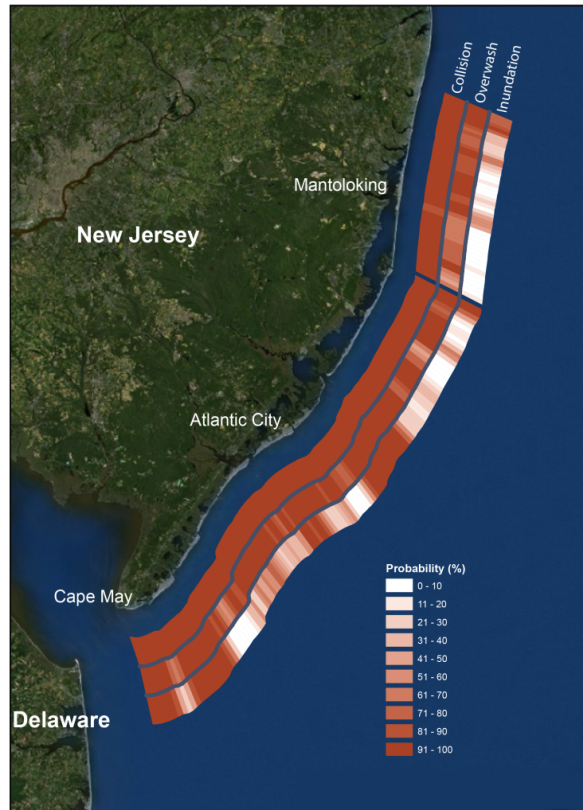 Collision
Overwash
Inundation
Mantoloking
New Jersey
Atlantic City
Cape May
Delaware
Probability (%)
0 - 10
11 - 20
21 - 30
31 - 40
41 - 50
51 - 60
61 - 70
71 - 80
81 - 90
91 - 100